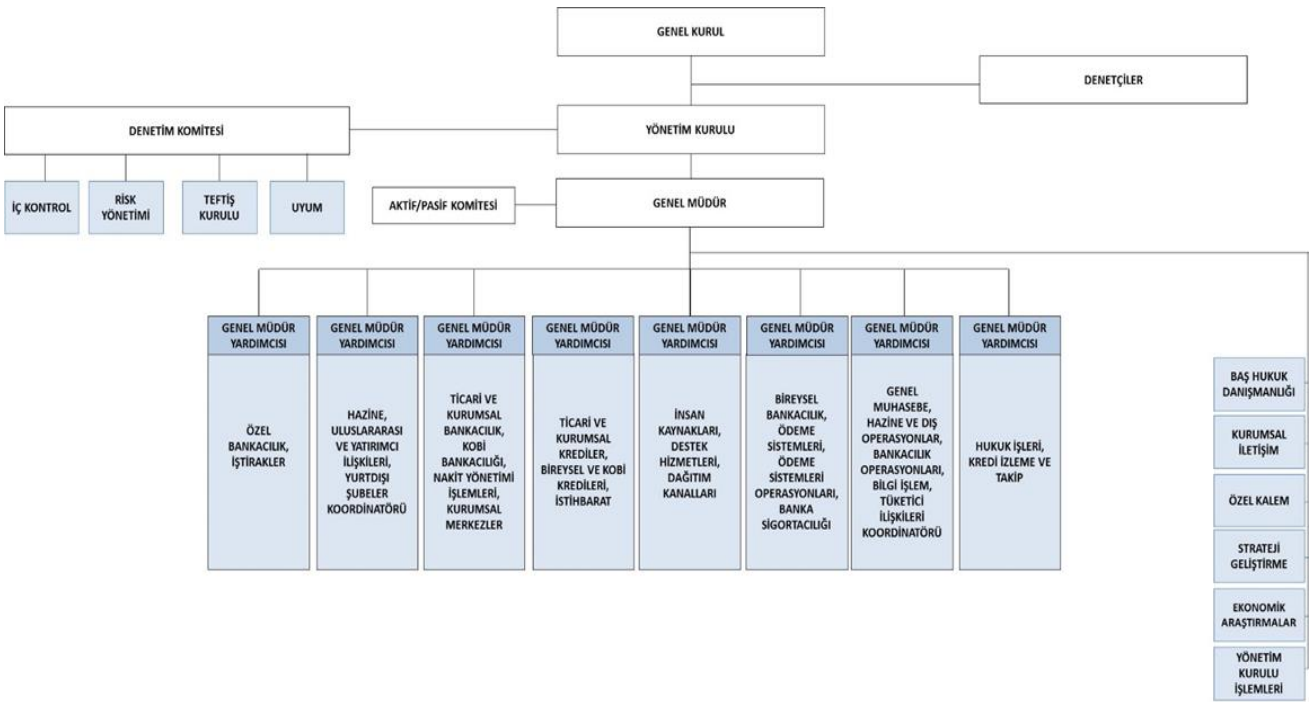 GENEL KURUL
DENETÇİLER
DENETİM KOMİTESİ
YÖNETİM KURULU
İÇ KONTROL
RİSK
YÖNETİMİ
TEFTİŞ
KURULU
UYUM
AKTİF/PASİF KOMİTESİ
GENEL MÜDÜR
GENEL MÜDÜR
YARDIMCISI
ÖZEL
BANKACILIK,
İŞTİRAKLER
GENEL MÜDÜR
YARDIMCISI
HAZİNE,
ULUSLARARASI
VE YATIRIMCI
İLİŞKİLERİ,
YURTDIŞI
ŞUBELER
KOORDİNATÖRÜ
GENEL MÜDÜR
YARDIMCISI
TİCARİ VE
KURUMSAL
BANKACILIK,
KOBİ
BANKACILIĞI,
NAKİT YÖNETİMİ
İŞLEMLERİ,
KURUMSAL
MERKEZLER
GENEL MÜDÜR
YARDIMCISI
TİCARİ VE
KURUMSAL
KREDİLER,
BİREYSEL VE KOBİ
KREDİLERİ,
İSTİHBARAT
GENEL MÜDÜR
YARDIMCISI
İNSAN
KAYNAKLARI,
DESTEK
HİZMETLERİ,
DAĞITIM
KANALLARI
GENEL MÜDÜR
YARDIMCISI
BİREYSEL
BANKACILIK,
ÖDEME
SİSTEMLERİ,
ÖDEME
SİSTEMLERİ
OPERASYONLARI,
BANKA
SİGORTACILIĞI
GENEL MÜDÜR
YARDIMCISI
GENEL
MUHASEBE,
HAZİNE VE DIŞ
OPERASYONLAR,
BANKACILIK
OPERASYONLARI,
BİLGİ İŞLEM,
TÜKETİCİ
İLİŞKİLERİ
KOORDİNATÖRÜ
GENEL MÜDÜR
YARDIMCISI
HUKUK İŞLERİ,
KREDİ İZLEME VE
TAKİP
BAŞ HUKUK
DANIŞMANLIĞI
KURUMSAL
İLETİŞİM
ÖZEL KALEM
STRATEJİ
GELİŞTİRME
EKONOMİK
ARAŞTIRMALAR
YÖNETİM
KURULU
İŞLEMLERİ